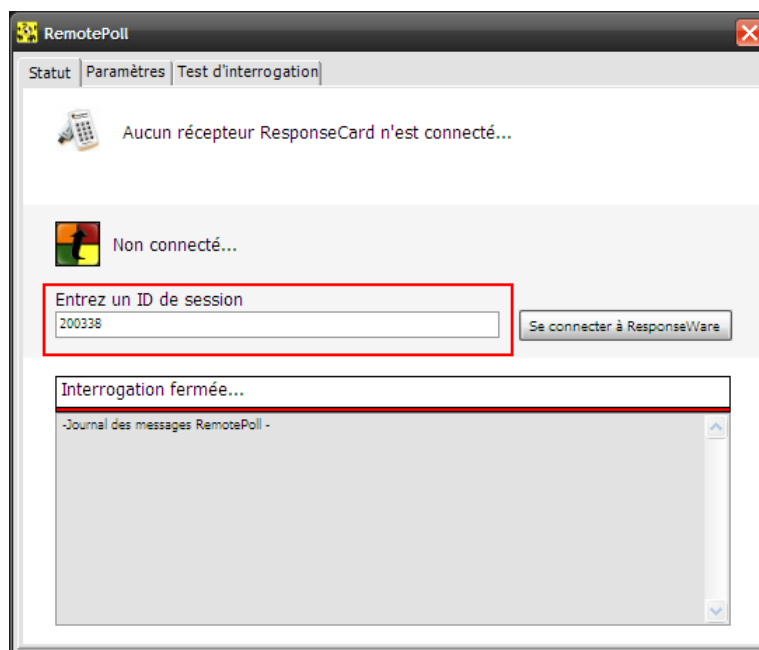 RemotePoll
Statut Paramètres Test d'interrogation
Aucun récepteur ResponseCard n'est connecté...
Non connecté...
Entrez un ID de session
200338
Se connecter à ResponseWare
Interrogation fermée...
-Journal des messages RemotePoll -